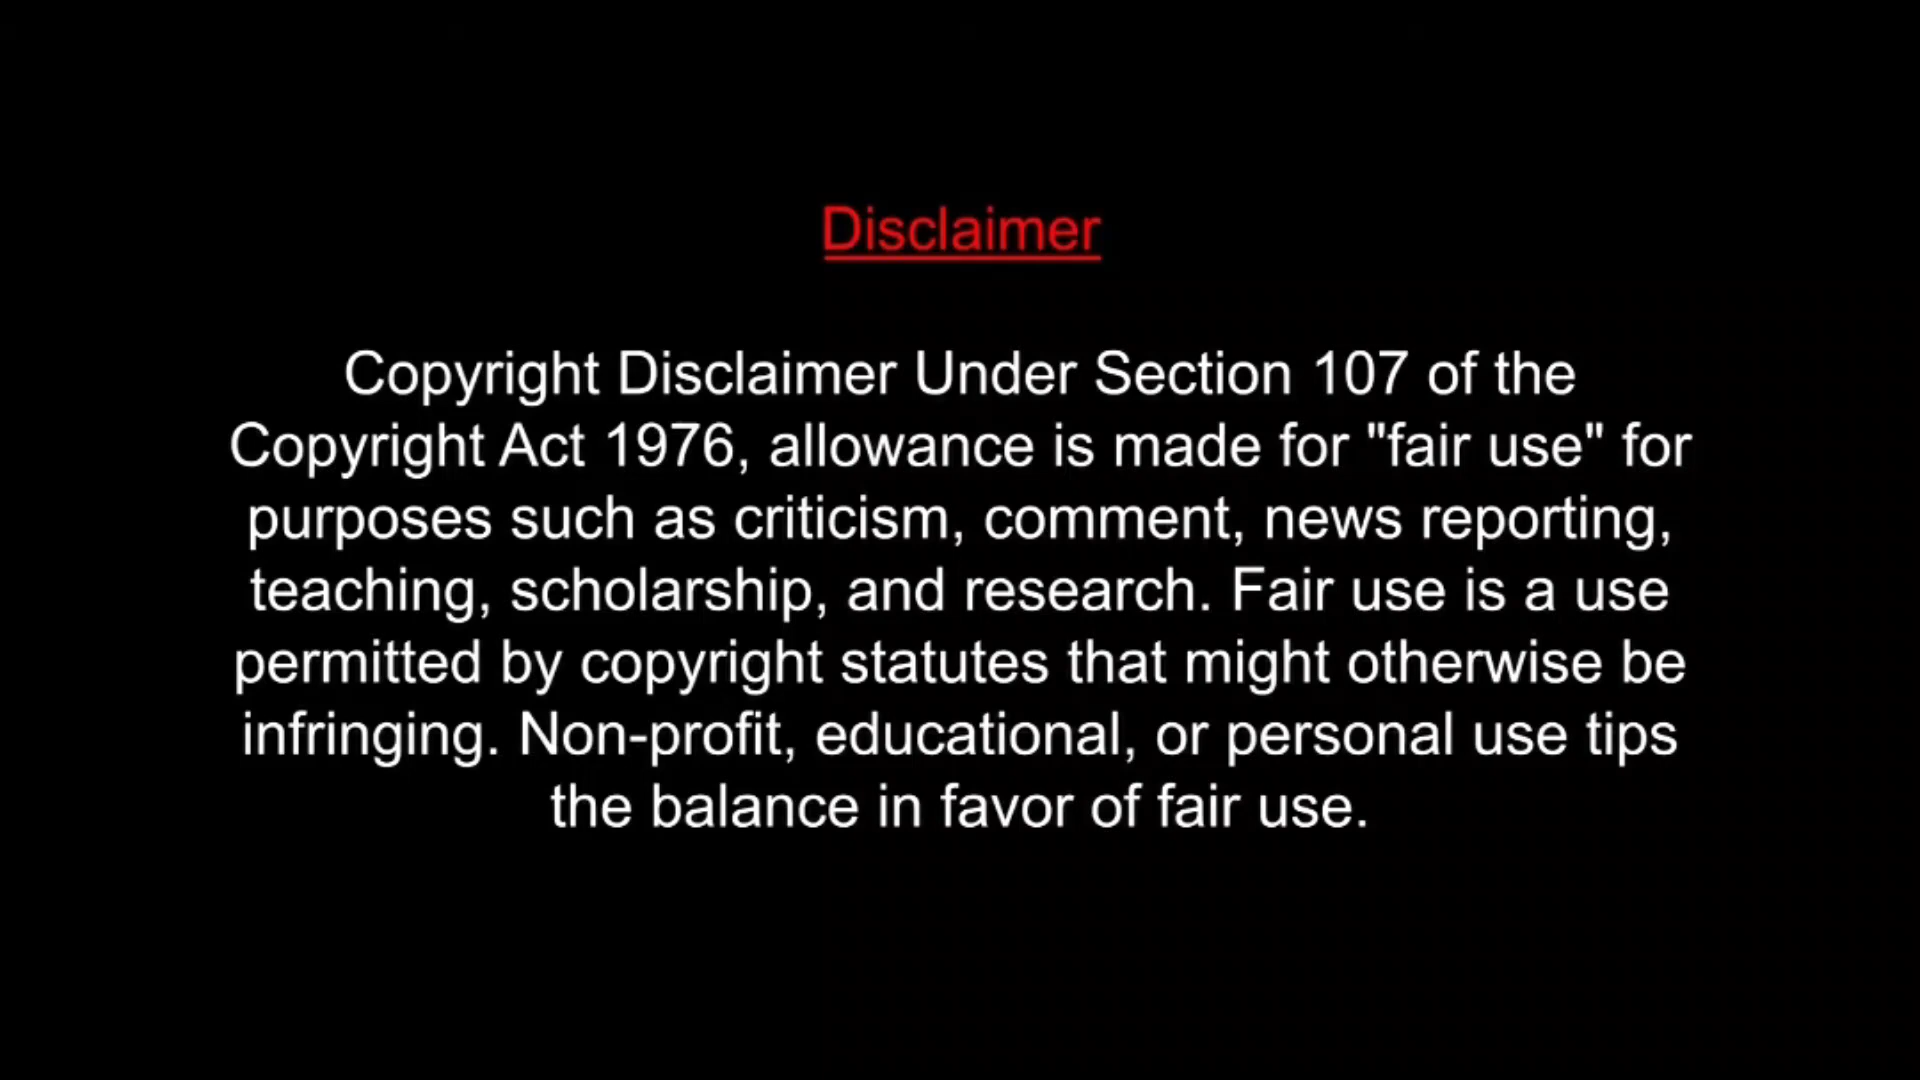 Disclaimer
Copyright Disclaimer Under Section 107 of the
Copyright Act 1976, allowance is made for "fair use" for
purposes such as criticism, comment, news reporting,
teaching, scholarship, and research. Fair use is a use
permitted by copyright statutes that might otherwise be
infringing. Non-profit, educational, or personal use tips
the balance in favor of fair use.